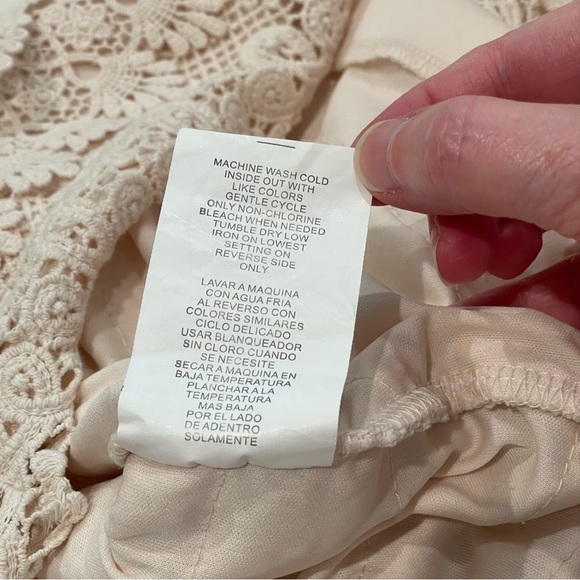 MACHINE WASH COLD
INSIDE OUT WITH
LIKE COLORS
GENTLE CYCLE
ONLY NON-CHLORINE
BLEACH WHEN NEEDED
TUMBLE DRY LOW
IRON ON LOWEST
SETTING ON
REVERSE SIDE
ONLY
LAVAR A MAQUINA
CON AGUA FRIA
AL REVERSO CON
COLORES SIMILARES
CICLO DELICADO
USAR BLANQUEADOR
SIN CLORO CUANDO
SE NECESITE
SECAR A MAQUINA EN
BAJA TEMPERATURA
PLANCHAR A LA
TEMPERATURA
MAS BAJA
POR EL LADO
DE ADENTRO
SOLAMENTE